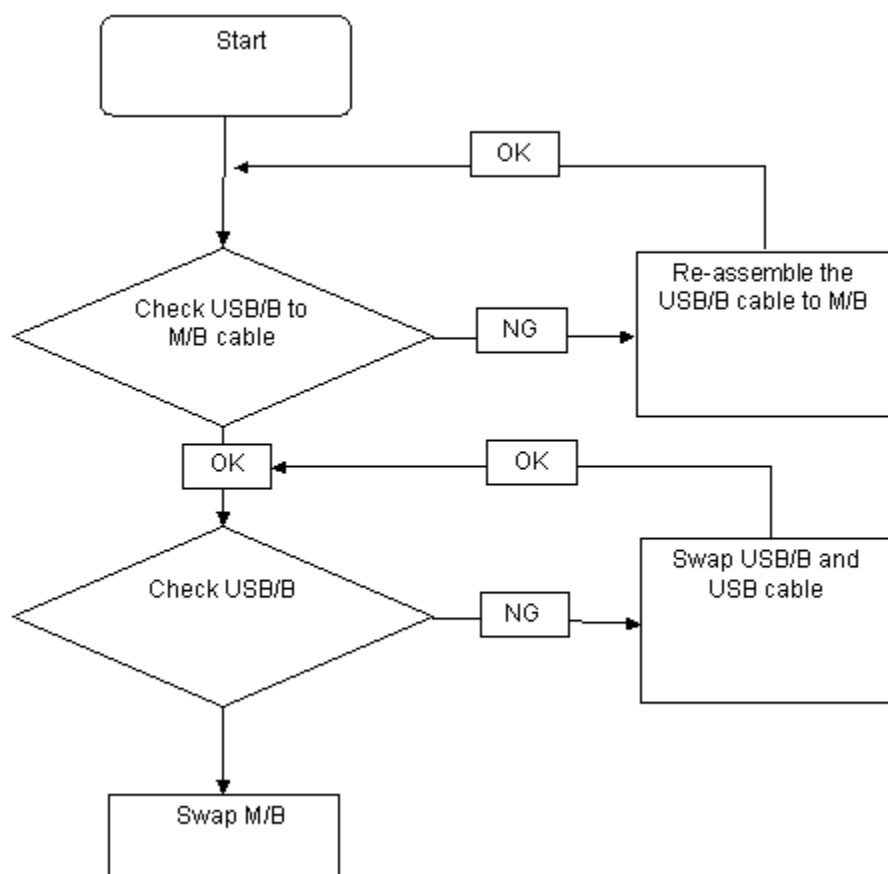 Start
OK
Check USB/B to
M/B cable
NG
Re-assemble the
USB/B cable to M/B
OK
OK
Check USB/B
NG
Swap USB/B and
USB cable
Swap M/B